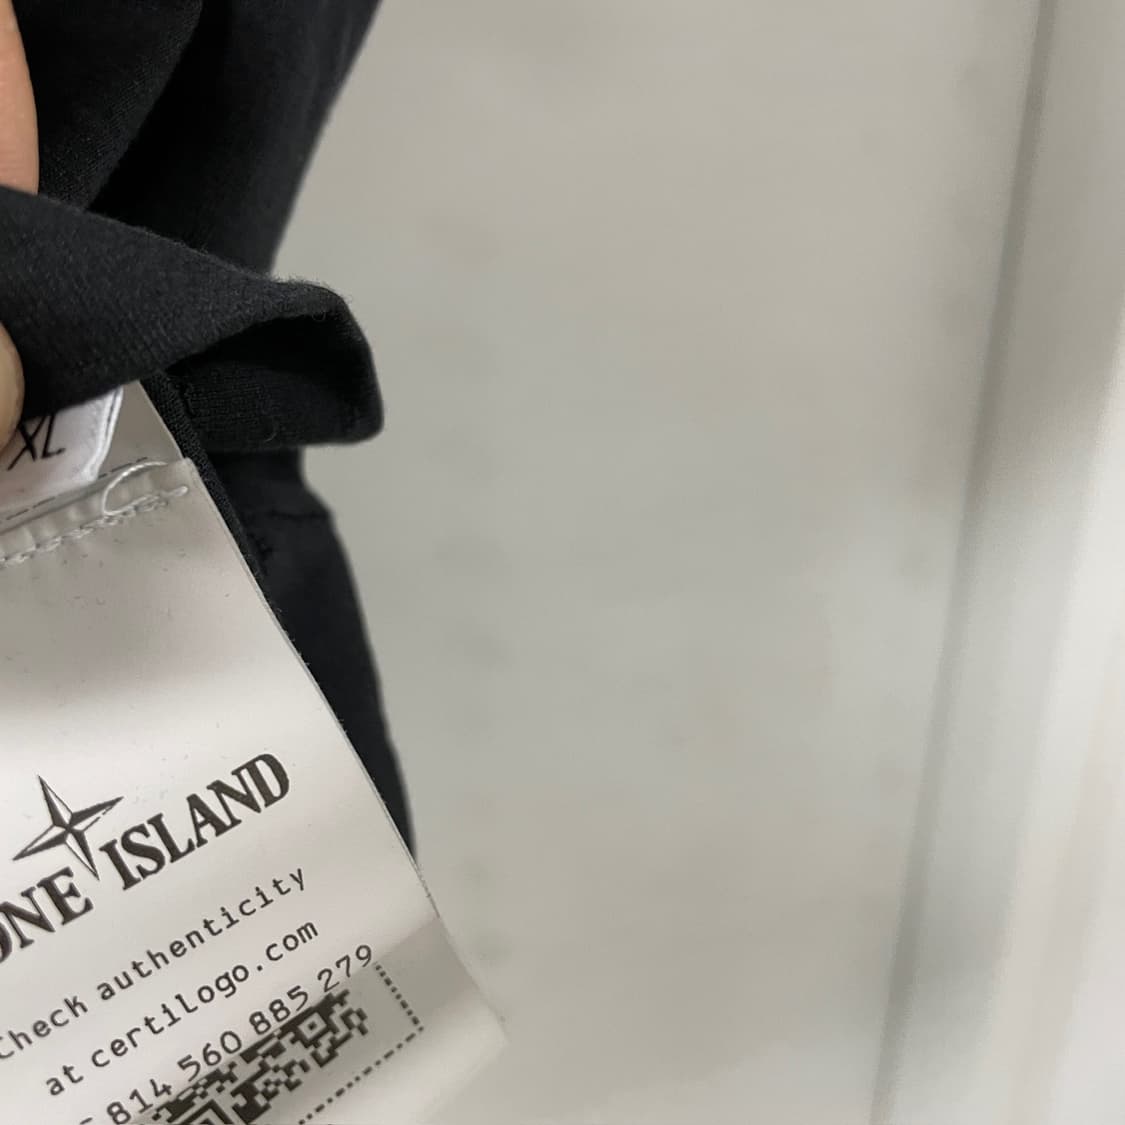 XL
ONE ISLAND
Check authenticity
at certilogo.com
814 560 885 279